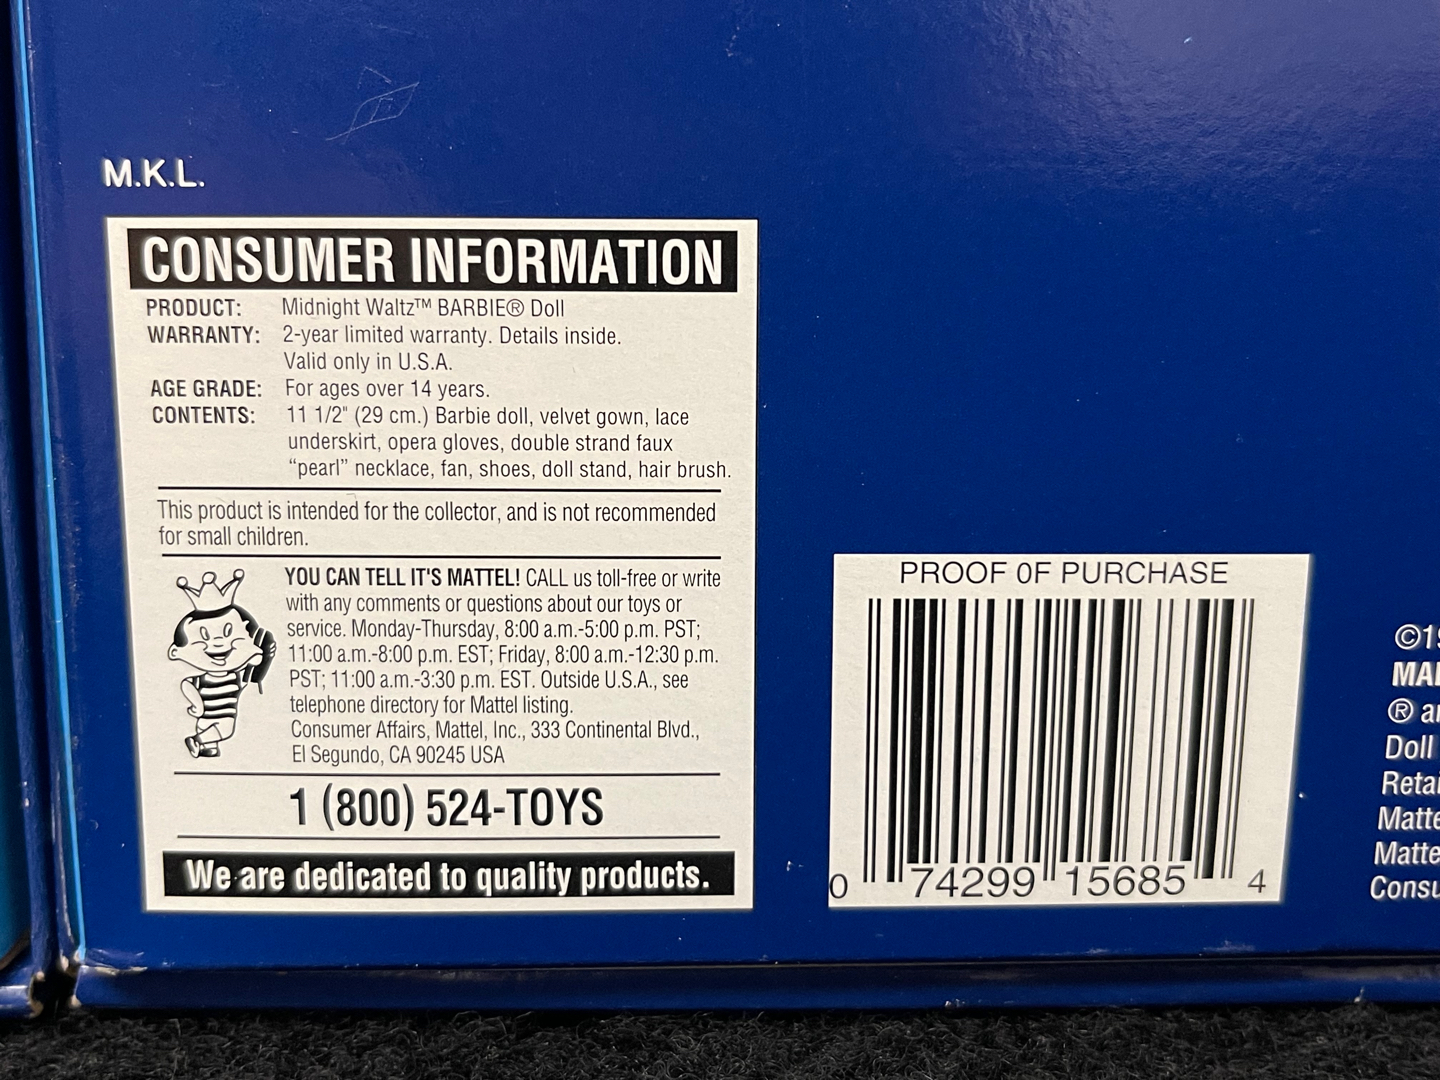 M.K.L.
CONSUMER INFORMATION
PRODUCT: Midnight Waltz™ BARBIE® Doll
WARRANTY: 2-year limited warranty. Details inside.
Valid only in U.S.A.
AGE GRADE: For ages over 14 years.
CONTENTS: 11 1/2" (29 cm.) Barbie doll, velvet gown, lace
underskirt, opera gloves, double strand faux
“pearl” necklace, fan, shoes, doll stand, hair brush.
This product is intended for the collector, and is not recommended
for small children.
YOU CAN TELL IT'S MATTEL! CALL us toll-free or write
with any comments or questions about our toys or
service. Monday-Thursday, 8:00 a.m.-5:00 p.m. PST;
11:00 a.m.-8:00 p.m. EST; Friday, 8:00 a.m.-12:30 p.m.
PST; 11:00 a.m.-3:30 p.m. EST. Outside U.S.A., see
telephone directory for Mattel listing.
Consumer Affairs, Mattel, Inc., 333 Continental Blvd.,
El Segundo, CA 90245 USA
1 (800) 524-TOYS
We are dedicated to quality products.
PROOF OF PURCHASE
0 74299 15685 4
®
Doll